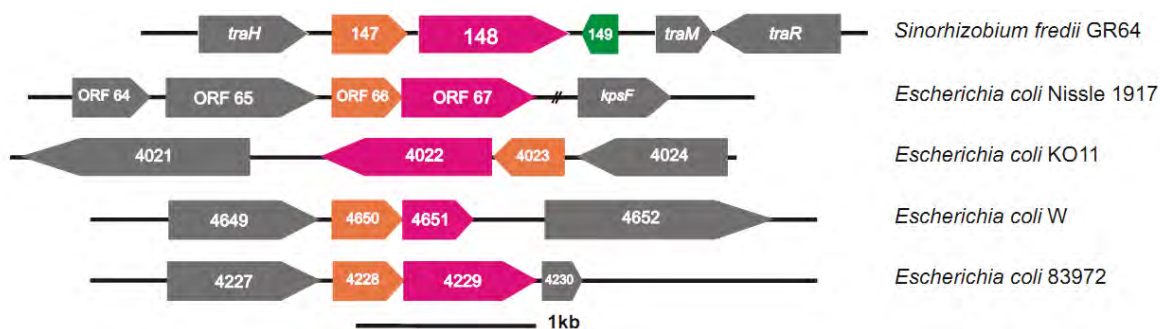 traH 147 148 149 traM traR Sinorhizobium fredii GR64
ORF 64 ORF 65 ORF 66 ORF 67 // kpsF Escherichia coli Nissle 1917
4021 4022 4023 4024 Escherichia coli KO11
4649 4650 4651 4652 Escherichia coli W
4227 4228 4229 4230 Escherichia coli 83972
1kb